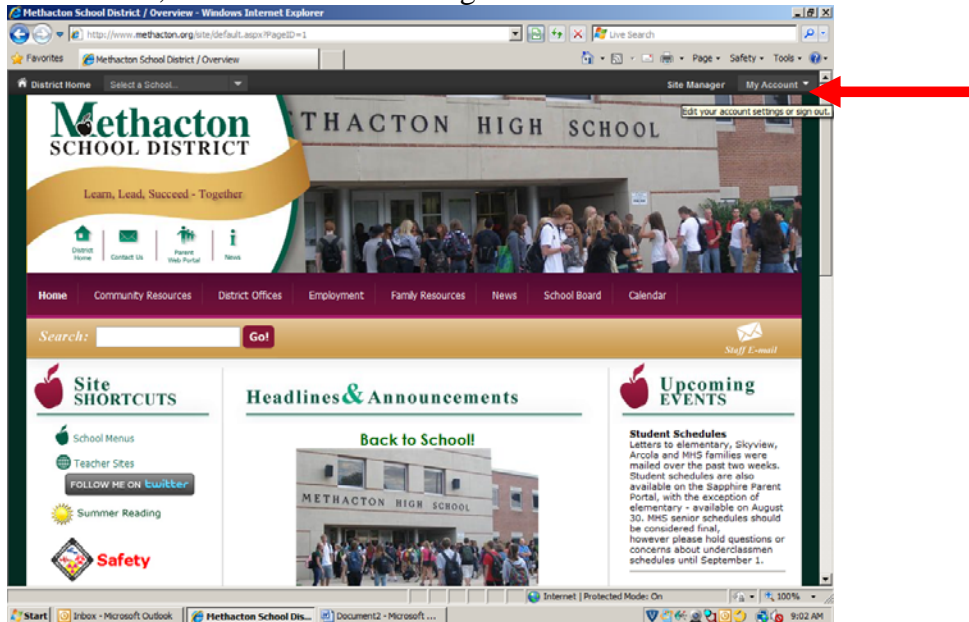 Methacton School District / Overview - Windows Internet Explorer
http://www.methacton.org/site/default.aspx?PageID=1
Live Search
Favorites
Methacton School District / Overview
Page
Safety
Tools
District Home
Select a School...
Site Manager
My Account
Edit your account settings or sign out.
Methacton
SCHOOL DISTRICT
THACTON HIGH SCHOOL
Learn, Lead, Succeed - Together
District Home
Contact Us
Parent Web Portal
News
Home
Community Resources
District Offices
Employment
Family Resources
News
School Board
Calendar
Search:
Go!
Staff E-mail
Site
SHORTCUTS
School Menus
Teacher Sites
FOLLOW ME ON twitter
Summer Reading
Safety
Headlines & Announcements
Back to School!
METHACTON HIGH SCHOOL
Upcoming
EVENTS
Student Schedules
Letters to elementary, Skyview,
Arcola and MHS families were
mailed over the past two weeks.
Student schedules are also
available on the Sapphire Parent
Portal, with the exception of
elementary - available on August
30. MHS senior schedules should
be considered final,
however please hold questions or
concerns about underclassmen
schedules until September 1.
Internet | Protected Mode: On
100%
Start
Inbox - Microsoft Outlook
Methacton School Dis...
Document2 - Microsoft ...
9:02 AM